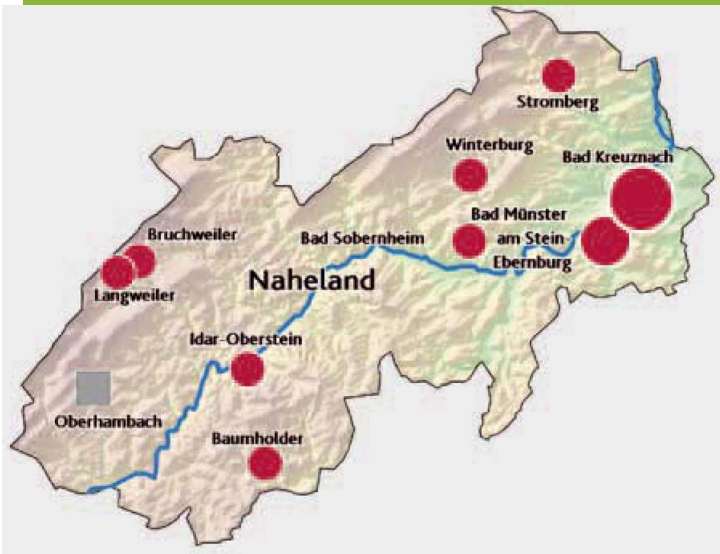 Stromberg
Winterburg
Bad Kreuznach
Bad Münster
am Stein
Ebernburg
Bruchweiler
Bad Sobernheim
Naheland
Langweiler
Idar-Oberstein
Oberhambach
Baumholder